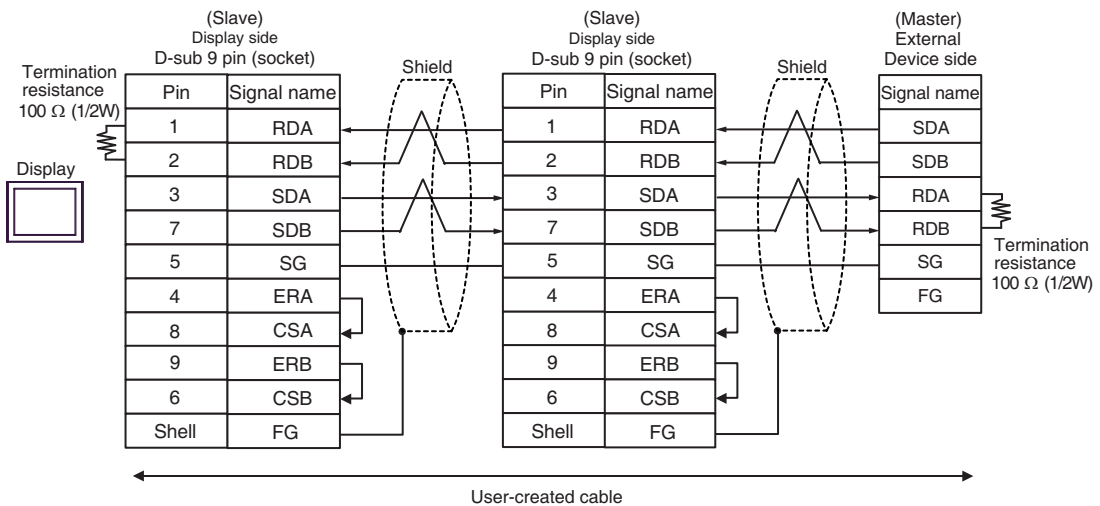 (Slave)
Display side
D-sub 9 pin (socket)
(Slave)
Display side
D-sub 9 pin (socket)
(Master)
External
Device side
Termination
resistance
100 Ω (1/2W)
Shield
Shield
Display
Pin Signal name
1 RDA
2 RDB
3 SDA
7 SDB
5 SG
4 ERA
8 CSA
9 ERB
6 CSB
Shell FG
Pin Signal name
1 RDA
2 RDB
3 SDA
7 SDB
5 SG
4 ERA
8 CSA
9 ERB
6 CSB
Shell FG
Signal name
SDA
SDB
RDA
RDB
SG
FG
Termination
resistance
100 Ω (1/2W)
User-created cable